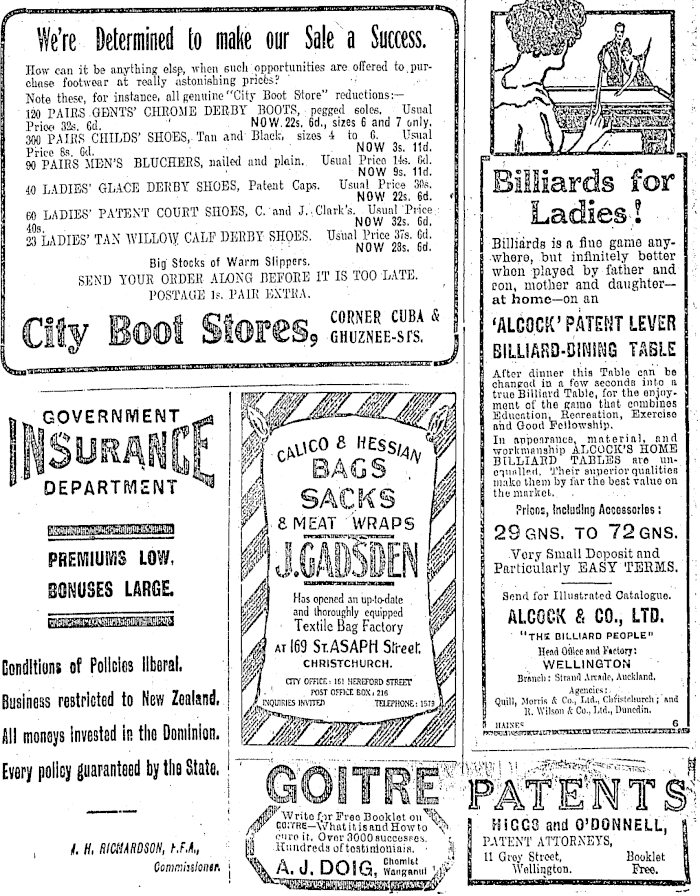 We're Determined to make our Sale a Success.
How can it be anything else, when such opportunities are offered to pur-
chase footwear at really astonishing prices?
Note these, for instance, all genuine "City Boot Store" reductions:—
120 PAIRS GENTS' CHROME DERBY BOOTS, pegged soles. Usual
Price 32s. 6d. NOW 22s. 6d., sizes 6 and 7 only.
300 PAIRS CHILDS' SHOES, Tan and Black, sizes 4 to 6. Usual
Price 8s. 6d. NOW 3s. 11d.
90 PAIRS MEN'S BLUCHERS, nailed and plain. Usual Price 14s. 6d.
NOW 9s. 11d.
40 LADIES' GLACE DERBY SHOES, Patent Caps. Usual Price 30s.
NOW 22s. 6d.
60 LADIES' PATENT COURT SHOES, C. and J. Clark's. Usual Price
40s. NOW 32s. 6d.
23 LADIES' TAN WILLOW CALF DERBY SHOES. Usual Price 37s. 6d.
NOW 28s. 6d.
Big Stocks of Warm Slippers.
SEND YOUR ORDER ALONG BEFORE IT IS TOO LATE.
POSTAGE 1s. PAIR EXTRA.
City Boot Stores, CORNER CUBA &
GHUZNEE-STS.
GOVERNMENT
INSURANCE
DEPARTMENT
PREMIUMS LOW,
BONUSES LARGE.
Conditions of Policies liberal.
Business restricted to New Zealand.
All moneys invested in the Dominion.
Every policy guaranteed by the State.
A. H. RICHARDSON, F.F.A.,
Commissioner.
CALICO & HESSIAN
BAGS
SACKS
& MEAT WRAPS
J. GADSDEN
Has opened an up-to-date
and thoroughly equipped
Textile Bag Factory
AT 169 ST. ASAPH Street,
CHRISTCHURCH.
CITY OFFICE: 161 HEREFORD STREET
POST OFFICE BOX: 216
INQUIRIES INVITED TELEPHONE: 1573
GOITRE
Write for Free Booklet on
GOITRE—What it is and How to
cure it. Over 3000 successes.
Hundreds of testimonials.
A. J. DOIG, Chemist
Wanganui
Billiards for
Ladies!
Billiards is a fine game any-
where, but infinitely better
when played by father and
son, mother and daughter—
at home—on an
'ALCOCK' PATENT LEVER
BILLIARD-DINING TABLE
After dinner this Table can be
changed in a few seconds into a
true Billiard Table, for the enjoy-
ment of the game that combines
Education, Recreation, Exercise
and Good Fellowship.
In appearance, material, and
workmanship ALCOCK'S HOME
BILLIARD TABLES are un-
equalled. Their superior qualities
make them by far the best value on
the market.
Prices, Including Accessories:
29 GNS. TO 72 GNS.
Very Small Deposit and
Particularly EASY TERMS.
Send for Illustrated Catalogue.
ALCOCK & CO., LTD.
"THE BILLIARD PEOPLE"
Head Office and Factory:
WELLINGTON
Branch: Strand Arcade, Auckland.
Agencies:
Quill, Morris & Co., Ltd., Christchurch; and
R. Wilson & Co., Ltd., Dunedin.
HAINES 6
PATENTS
HIGGS and O'DONNELL,
PATENT ATTORNEYS,
11 Grey Street, Booklet
Wellington. Free.